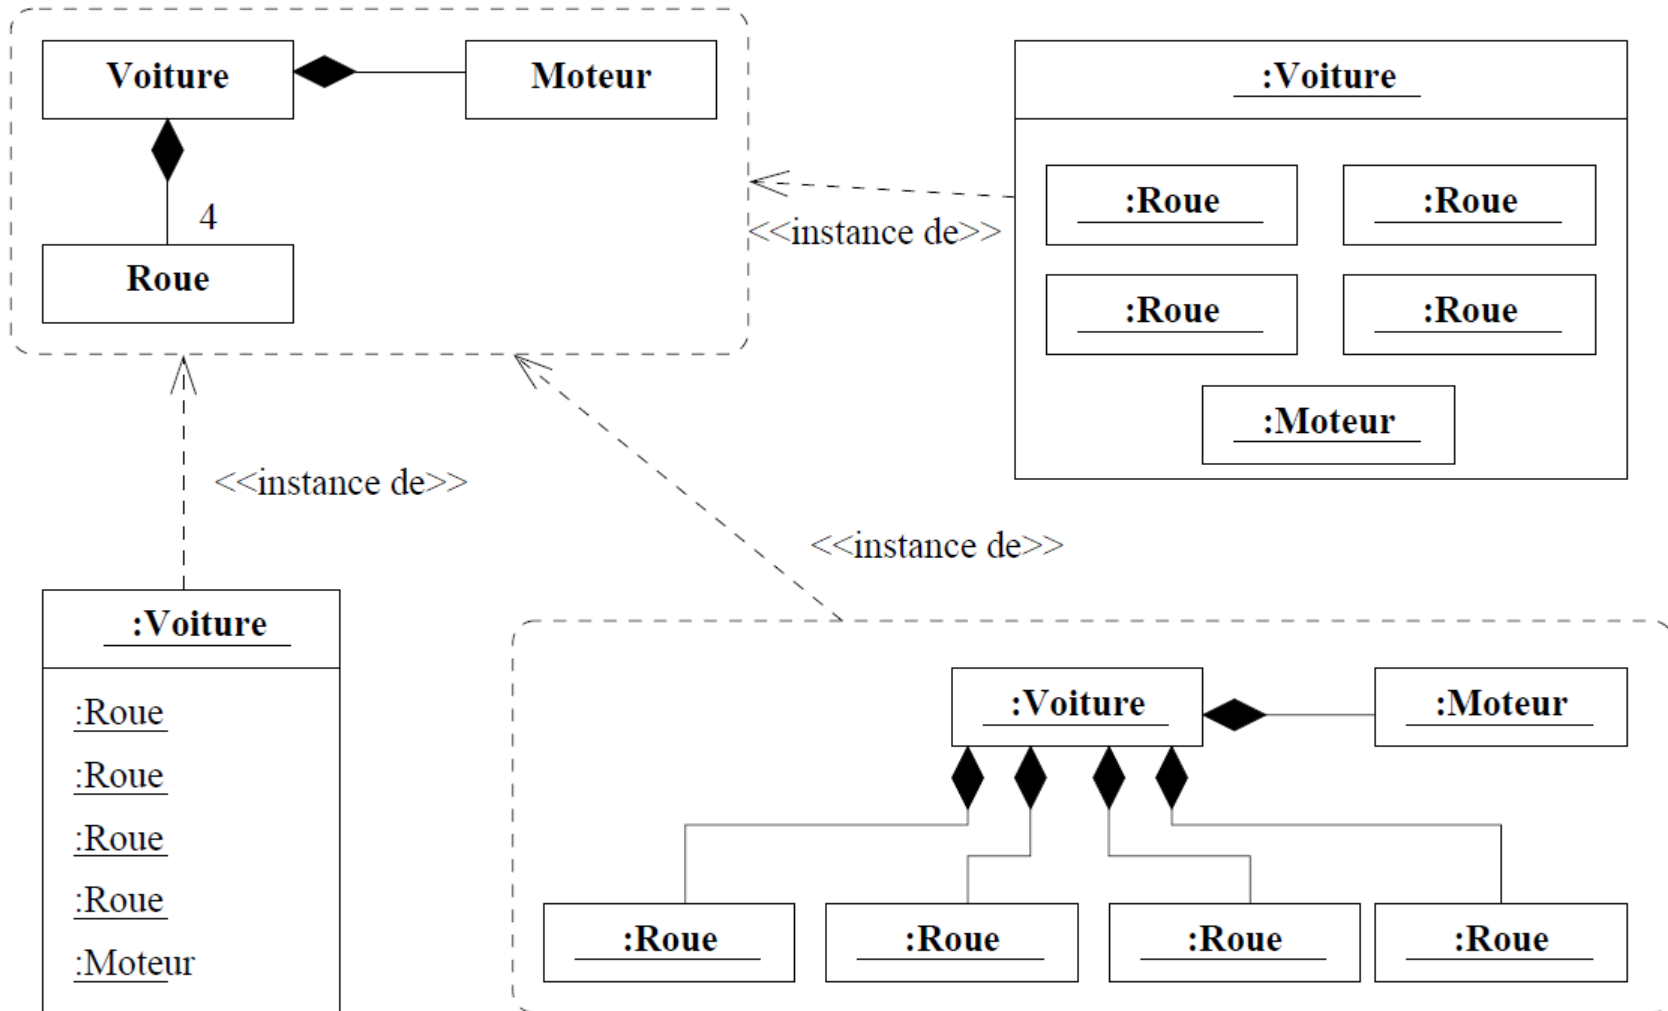 Voiture
Moteur
4
Roue
:Voiture
:Roue
:Roue
:Roue
:Roue
:Moteur
<<instance de>>
<<instance de>>
<<instance de>>
:Voiture
:Roue
:Roue
:Roue
:Roue
:Moteur
:Voiture
:Moteur
:Roue
:Roue
:Roue
:Roue